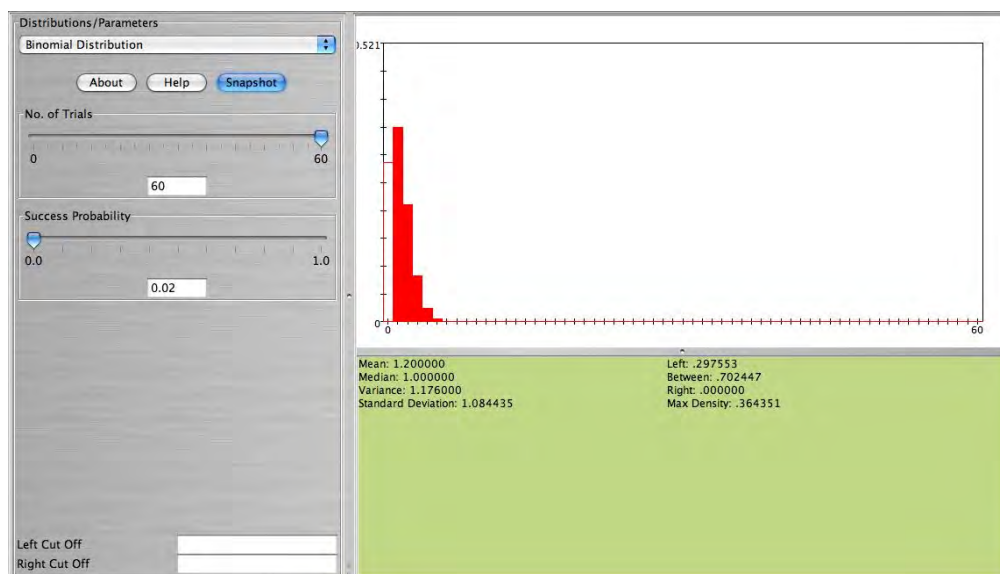 Distributions/Parameters
Binomial Distribution
About Help Snapshot
No. of Trials
0 60
60
Success Probability
0.0 1.0
0.02
Left Cut Off
Right Cut Off
0.521
0 0 60
Mean: 1.200000
Median: 1.000000
Variance: 1.176000
Standard Deviation: 1.084435
Left: .297553
Between: .702447
Right: .000000
Max Density: .364351